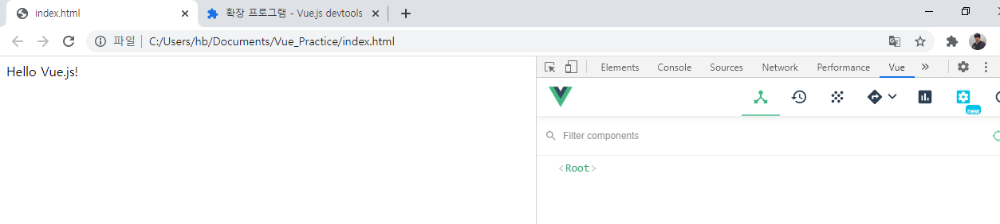 index.html
확장 프로그램 - Vue.js devtools
파일 C:/Users/hb/Documents/Vue_Practice/index.html
Hello Vue.js!
Elements Console Sources Network Performance Vue
new
Filter components
<Root>